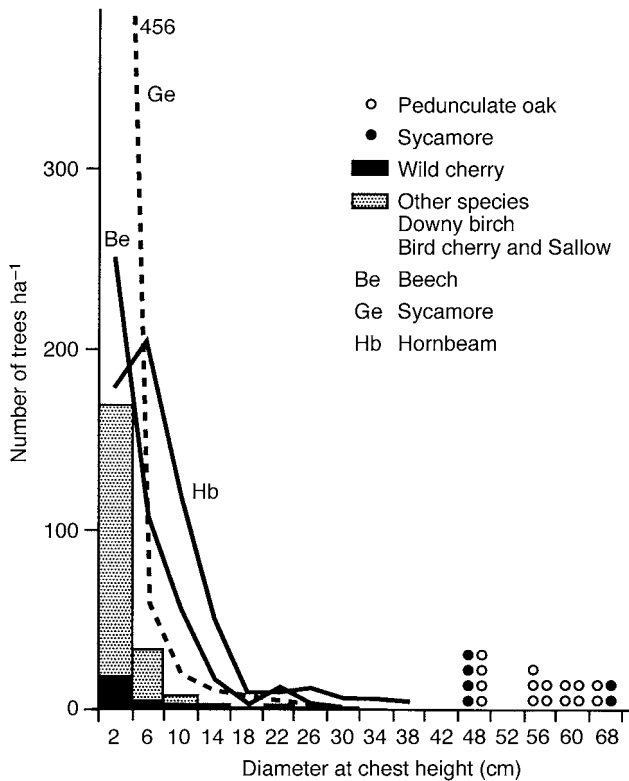 456
Ge
Pedunculate oak
Sycamore
Wild cherry
Other species
Downy birch
Bird cherry and Sallow
Be Beech
Ge Sycamore
Hb Hornbeam
300
Be
200
Hb
100
0
Number of trees ha⁻¹
2 6 10 14 18 22 26 30 34 38 42 48 52 56 60 68
Diameter at chest height (cm)